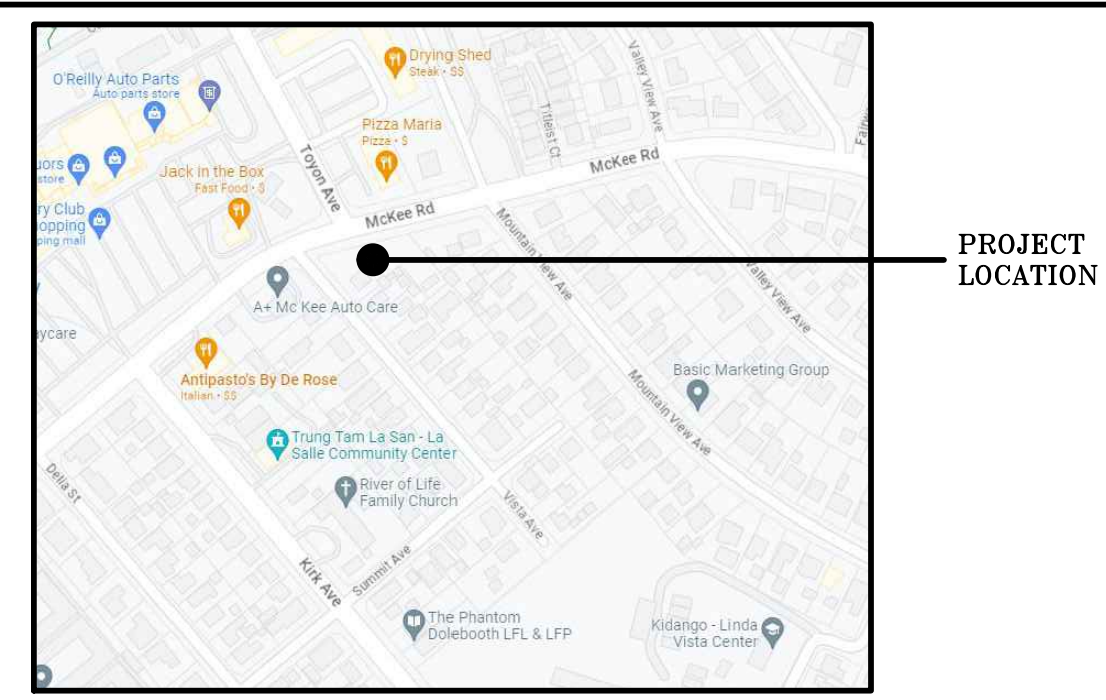 Drying Shed
Steak · $$
O'Reilly Auto Parts
Auto parts store
Valley View Ave
Valley View Ave
Titleist Ct
Pizza Maria
Pizza · $
Toyon Ave
McKee Rd
store
Jack in the Box
Fast Food · $
McKee Rd
Mountain View Ave
PROJECT
LOCATION
Valley View Ave
A+ Mc Kee Auto Care
Antipasto's By De Rose
Italian · $$
Basic Marketing Group
Mountain View Ave
Trung Tam La San - La
Salle Community Center
Delia St
River of Life
Family Church
Vista Ave
Kirk Ave
Summit Ave
The Phantom
Dolebooth LFL & LFP
Kidango - Linda
Vista Center